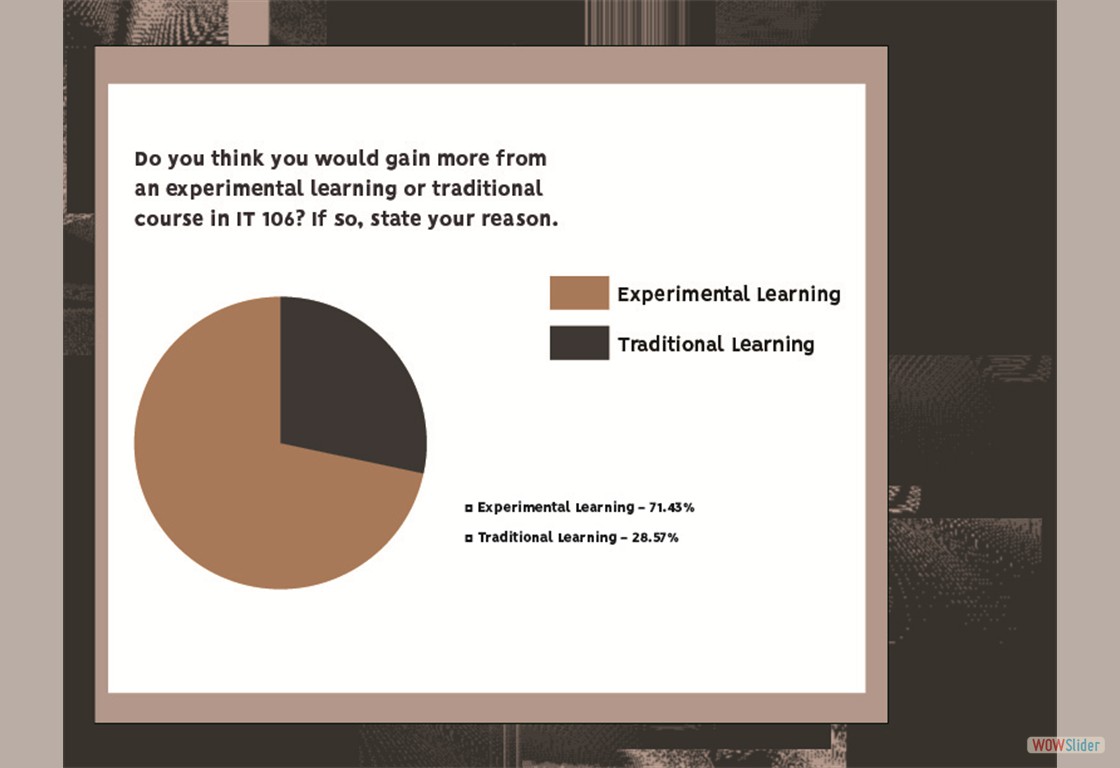 Do you think you would gain more from
an experimental learning or traditional
course in IT 106? If so, state your reason.
Experimental Learning
Traditional Learning
Experimental Learning – 71.43%
Traditional Learning – 28.57%
WOWSlider